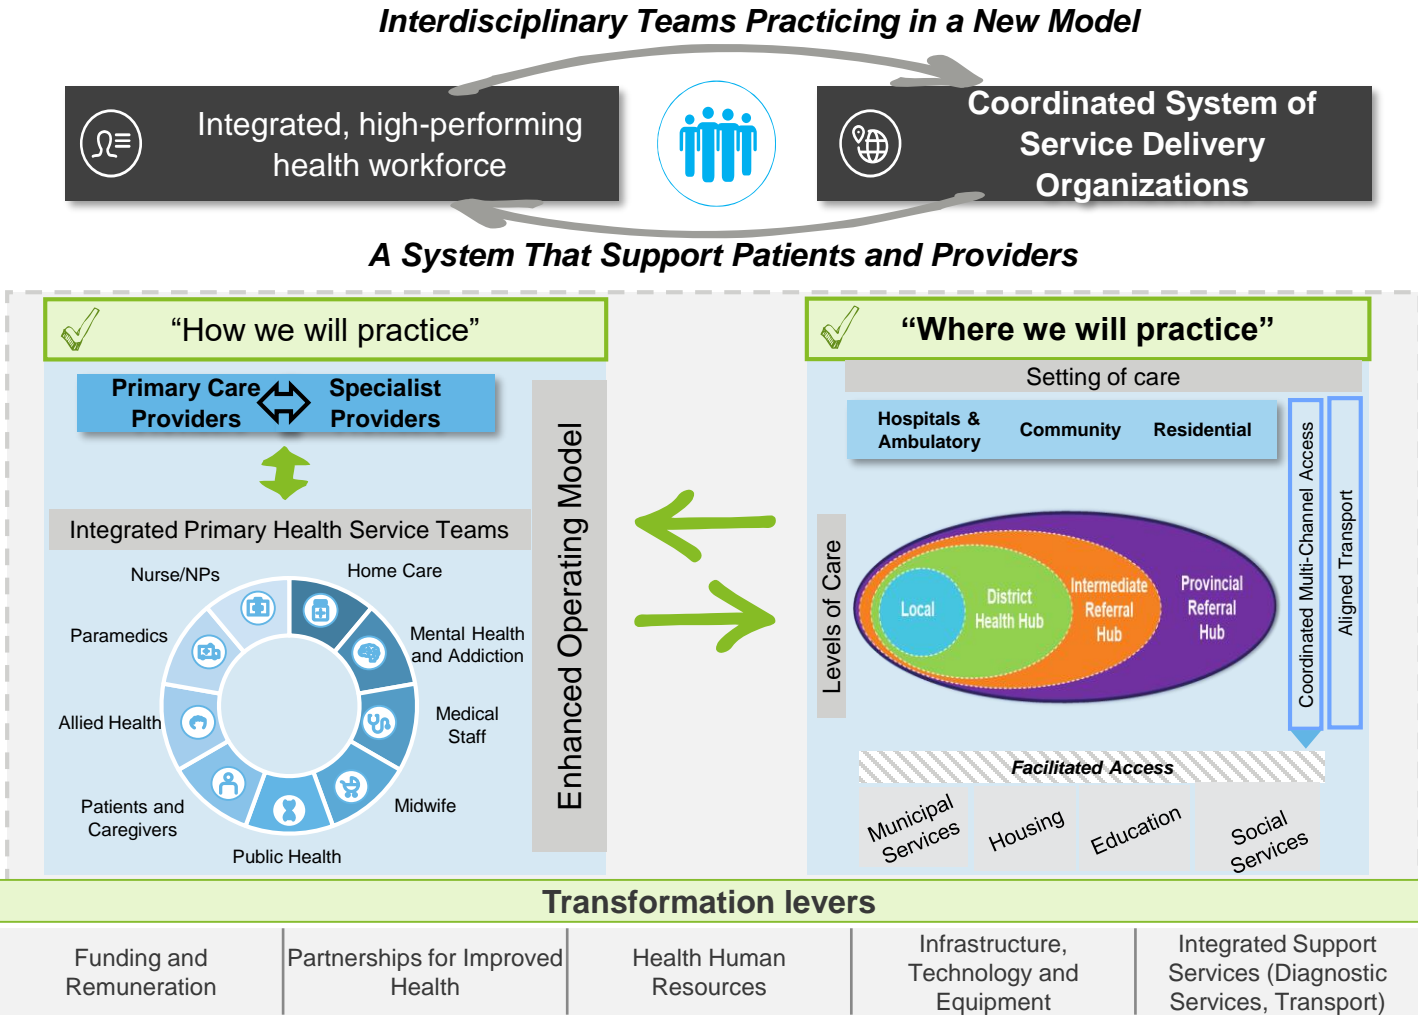 Interdisciplinary Teams Practicing in a New Model
Integrated, high-performing
health workforce
Coordinated System of
Service Delivery
Organizations
A System That Support Patients and Providers
“How we will practice”
Primary Care
Providers
Specialist
Providers
Integrated Primary Health Service Teams
Nurse/NPs
Home Care
Paramedics
Mental Health
and Addiction
Allied Health
Medical
Staff
Patients and
Caregivers
Midwife
Public Health
Enhanced Operating Model
“Where we will practice”
Setting of care
Hospitals &
Ambulatory
Community
Residential
Levels of Care
Local
District
Health Hub
Intermediate
Referral
Hub
Provincial
Referral
Hub
Coordinated Multi-Channel Access
Aligned Transport
Facilitated Access
Municipal
Services
Housing
Education
Social
Services
Transformation levers
Funding and
Remuneration
Partnerships for Improved
Health
Health Human
Resources
Infrastructure,
Technology and
Equipment
Integrated Support
Services (Diagnostic
Services, Transport)